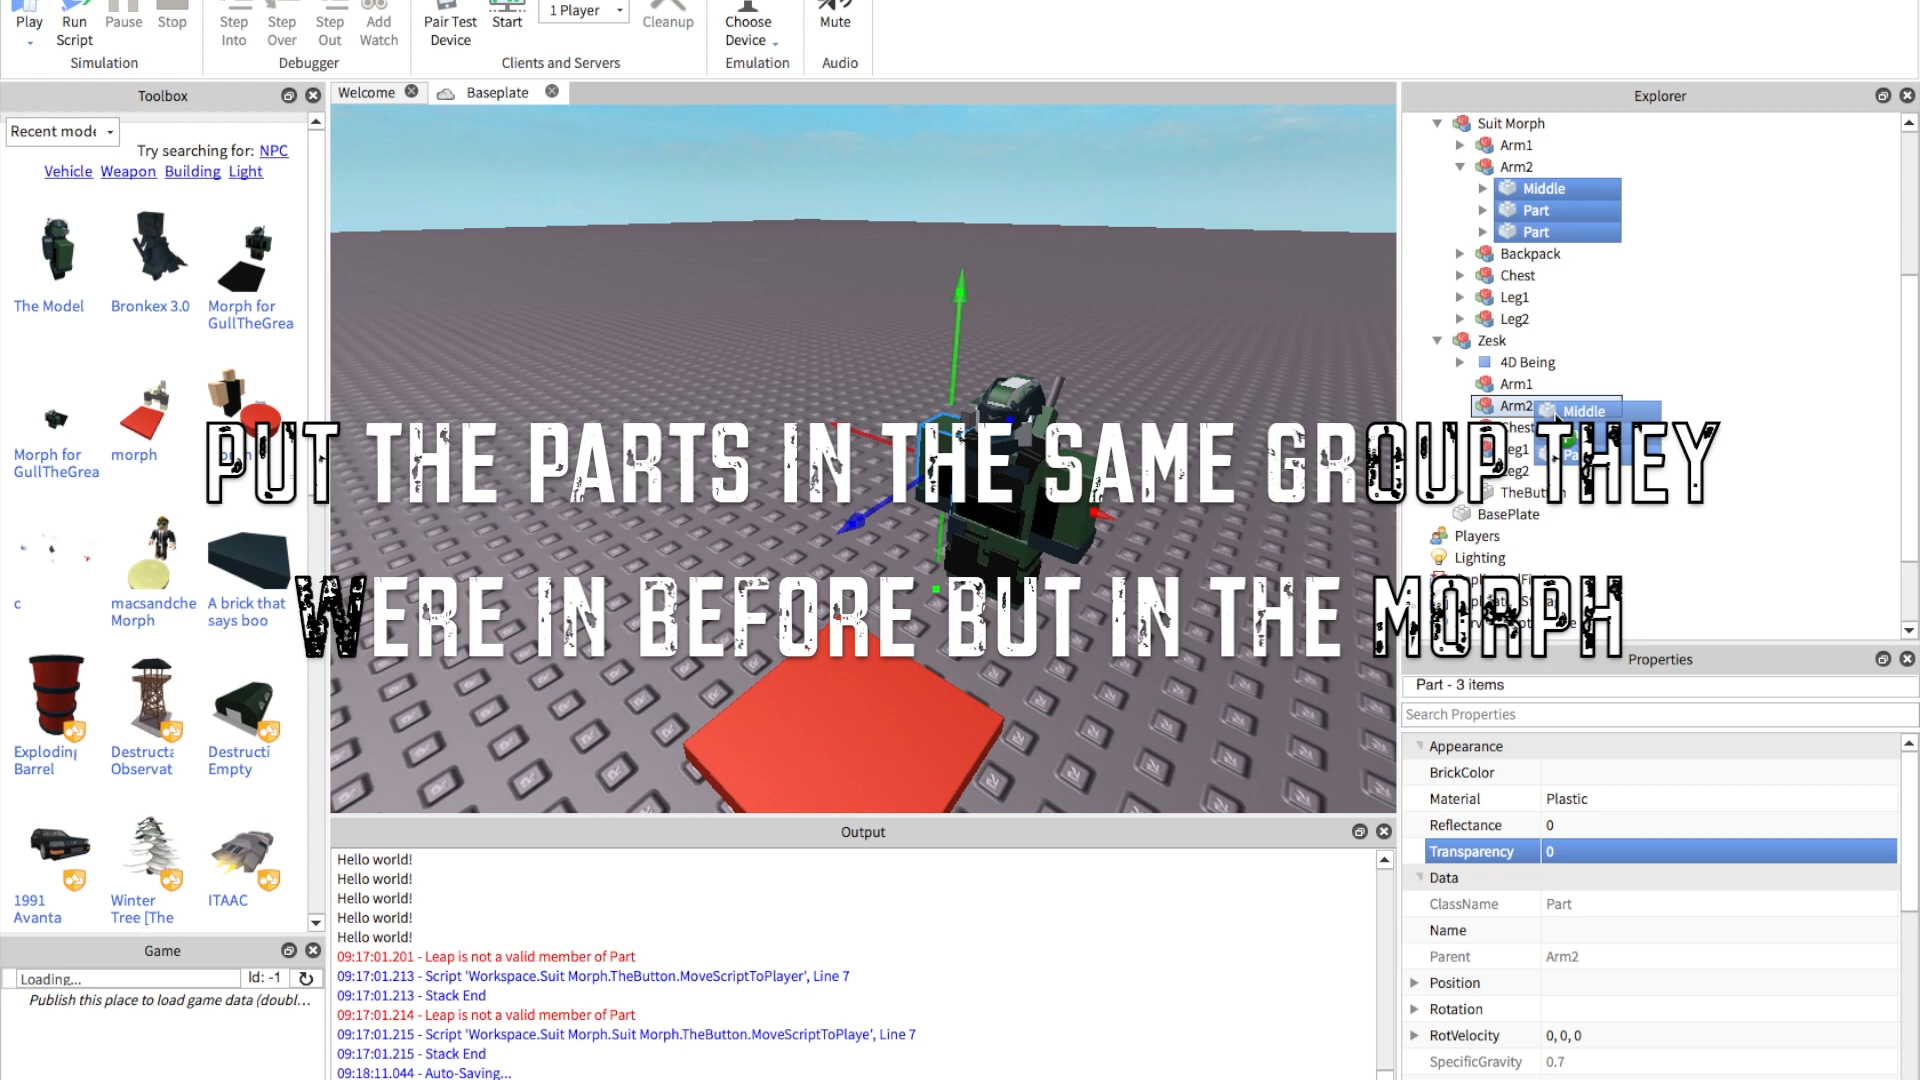 Play
Run
Script
Pause
Stop
Simulation
Step
Into
Step
Over
Step
Out
Add
Watch
Debugger
Pair Test
Device
Start
1 Player
Cleanup
Clients and Servers
Choose
Device
Emulation
Mute
Audio
Toolbox
Recent mode
Try searching for: NPC
Vehicle Weapon Building Light
The Model
Bronkex 3.0
Morph for
GullTheGrea
Morph for
GullTheGrea
morph
c
macsandche
Morph
A brick that
says boo
Exploding
Barrel
Destructa
Observat
Destructi
Empty
1991
Avanta
Winter
Tree [The
ITAAC
Game
Loading...
Id: -1
Publish this place to load game data (doubl...
Welcome
Baseplate
PUT THE PARTS IN THE SAME GROUP THEY
WERE IN BEFORE BUT IN THE MORPH
Output
Hello world!
Hello world!
Hello world!
Hello world!
Hello world!
09:17:01.201 - Leap is not a valid member of Part
09:17:01.213 - Script 'Workspace.Suit Morph.TheButton.MoveScriptToPlayer', Line 7
09:17:01.213 - Stack End
09:17:01.214 - Leap is not a valid member of Part
09:17:01.215 - Script 'Workspace.Suit Morph.Suit Morph.TheButton.MoveScriptToPlaye', Line 7
09:17:01.215 - Stack End
09:18:11.044 - Auto-Saving...
Explorer
Suit Morph
Arm1
Arm2
Middle
Part
Part
Backpack
Chest
Leg1
Leg2
Zesk
4D Being
Arm1
Arm2
Middle
Chest
BasePlate
Players
Lighting
Properties
Part - 3 items
Search Properties
Appearance
BrickColor
Material Plastic
Reflectance 0
Transparency 0
Data
ClassName Part
Name
Parent Arm2
Position
Rotation
RotVelocity 0, 0, 0
SpecificGravity 0.7